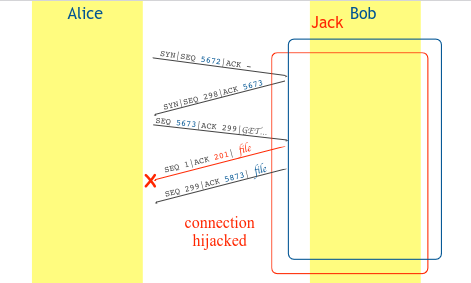 Alice
Jack
Bob
SYN|SEQ 5672|ACK –
SYN|SEQ 298|ACK 5673
SEQ 5673|ACK 299|GET...
SEQ 1|ACK 201| file
SEQ 299|ACK 5873| file
connection
hijacked